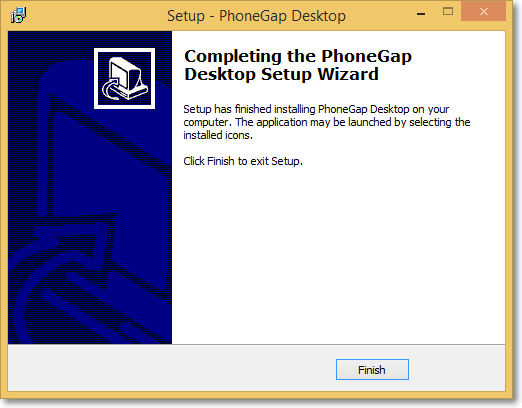 Setup - PhoneGap Desktop
Completing the PhoneGap
Desktop Setup Wizard
Setup has finished installing PhoneGap Desktop on your
computer. The application may be launched by selecting the
installed icons.
Click Finish to exit Setup.
Finish